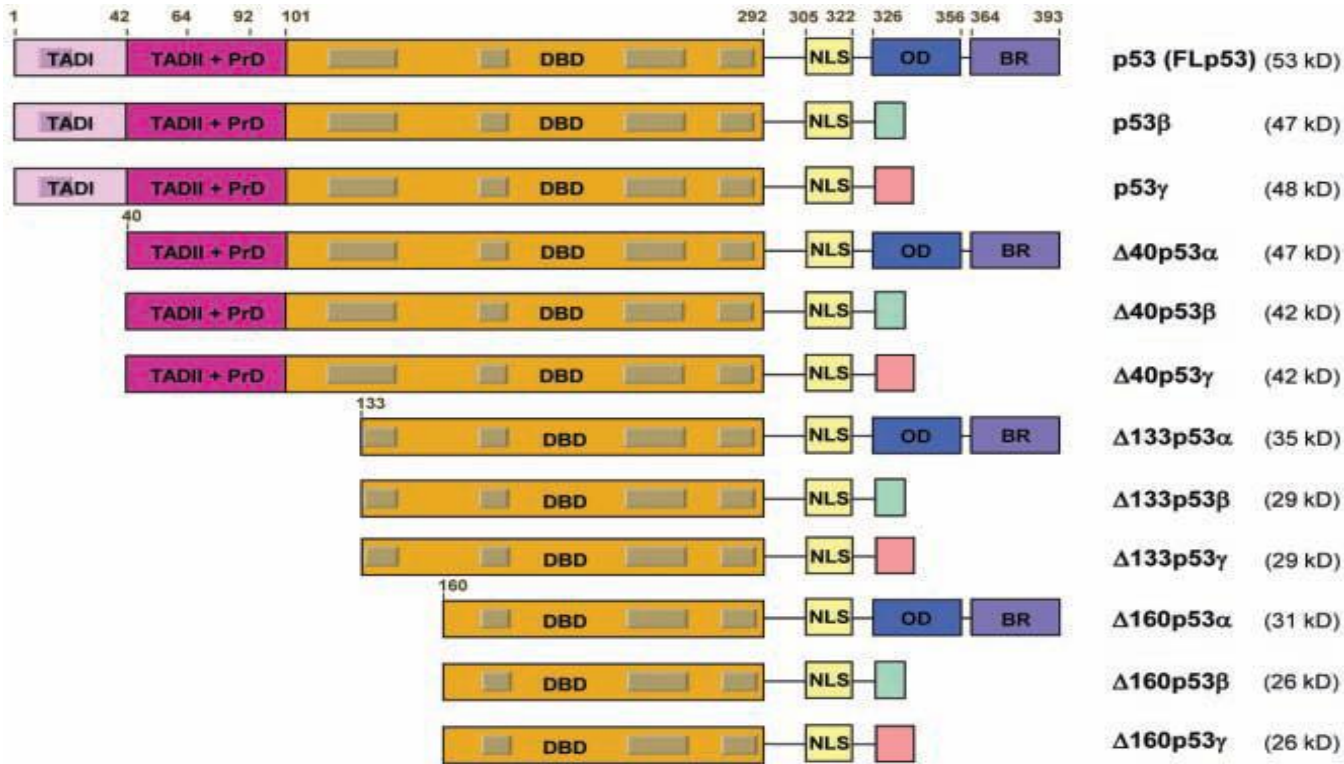 1 42 64 92 101 292 305 322 326 356 364 393
TADI TADII + PrD DBD NLS OD BR p53 (FLp53) (53 kD)
TADI TADII + PrD DBD NLS p53β (47 kD)
TADI TADII + PrD DBD NLS p53γ (48 kD)
40
TADII + PrD DBD NLS OD BR Δ40p53α (47 kD)
TADII + PrD DBD NLS Δ40p53β (42 kD)
TADII + PrD DBD NLS Δ40p53γ (42 kD)
133
DBD NLS OD BR Δ133p53α (35 kD)
DBD NLS Δ133p53β (29 kD)
DBD NLS Δ133p53γ (29 kD)
160
DBD NLS OD BR Δ160p53α (31 kD)
DBD NLS Δ160p53β (26 kD)
DBD NLS Δ160p53γ (26 kD)